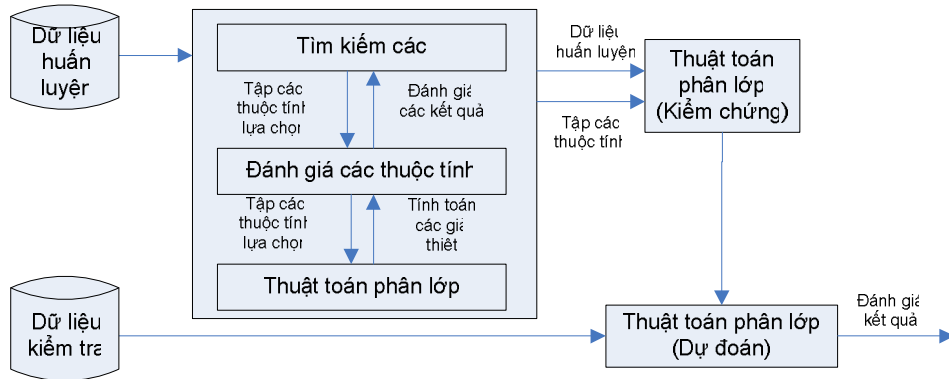 Dữ liệu
huấn
luyện
Tìm kiếm các
Tập các
thuộc tính
lựa chọn
Đánh giá
các kết quả
Đánh giá các thuộc tính
Tập các
thuộc tính
lựa chọn
Tính toán
các giả
thiết
Thuật toán phân lớp
Dữ liệu
huấn luyện
Tập các
thuộc tính
Thuật toán
phân lớp
(Kiểm chứng)
Dữ liệu
kiểm tra
Thuật toán phân lớp
(Dự đoán)
Đánh giá
kết quả